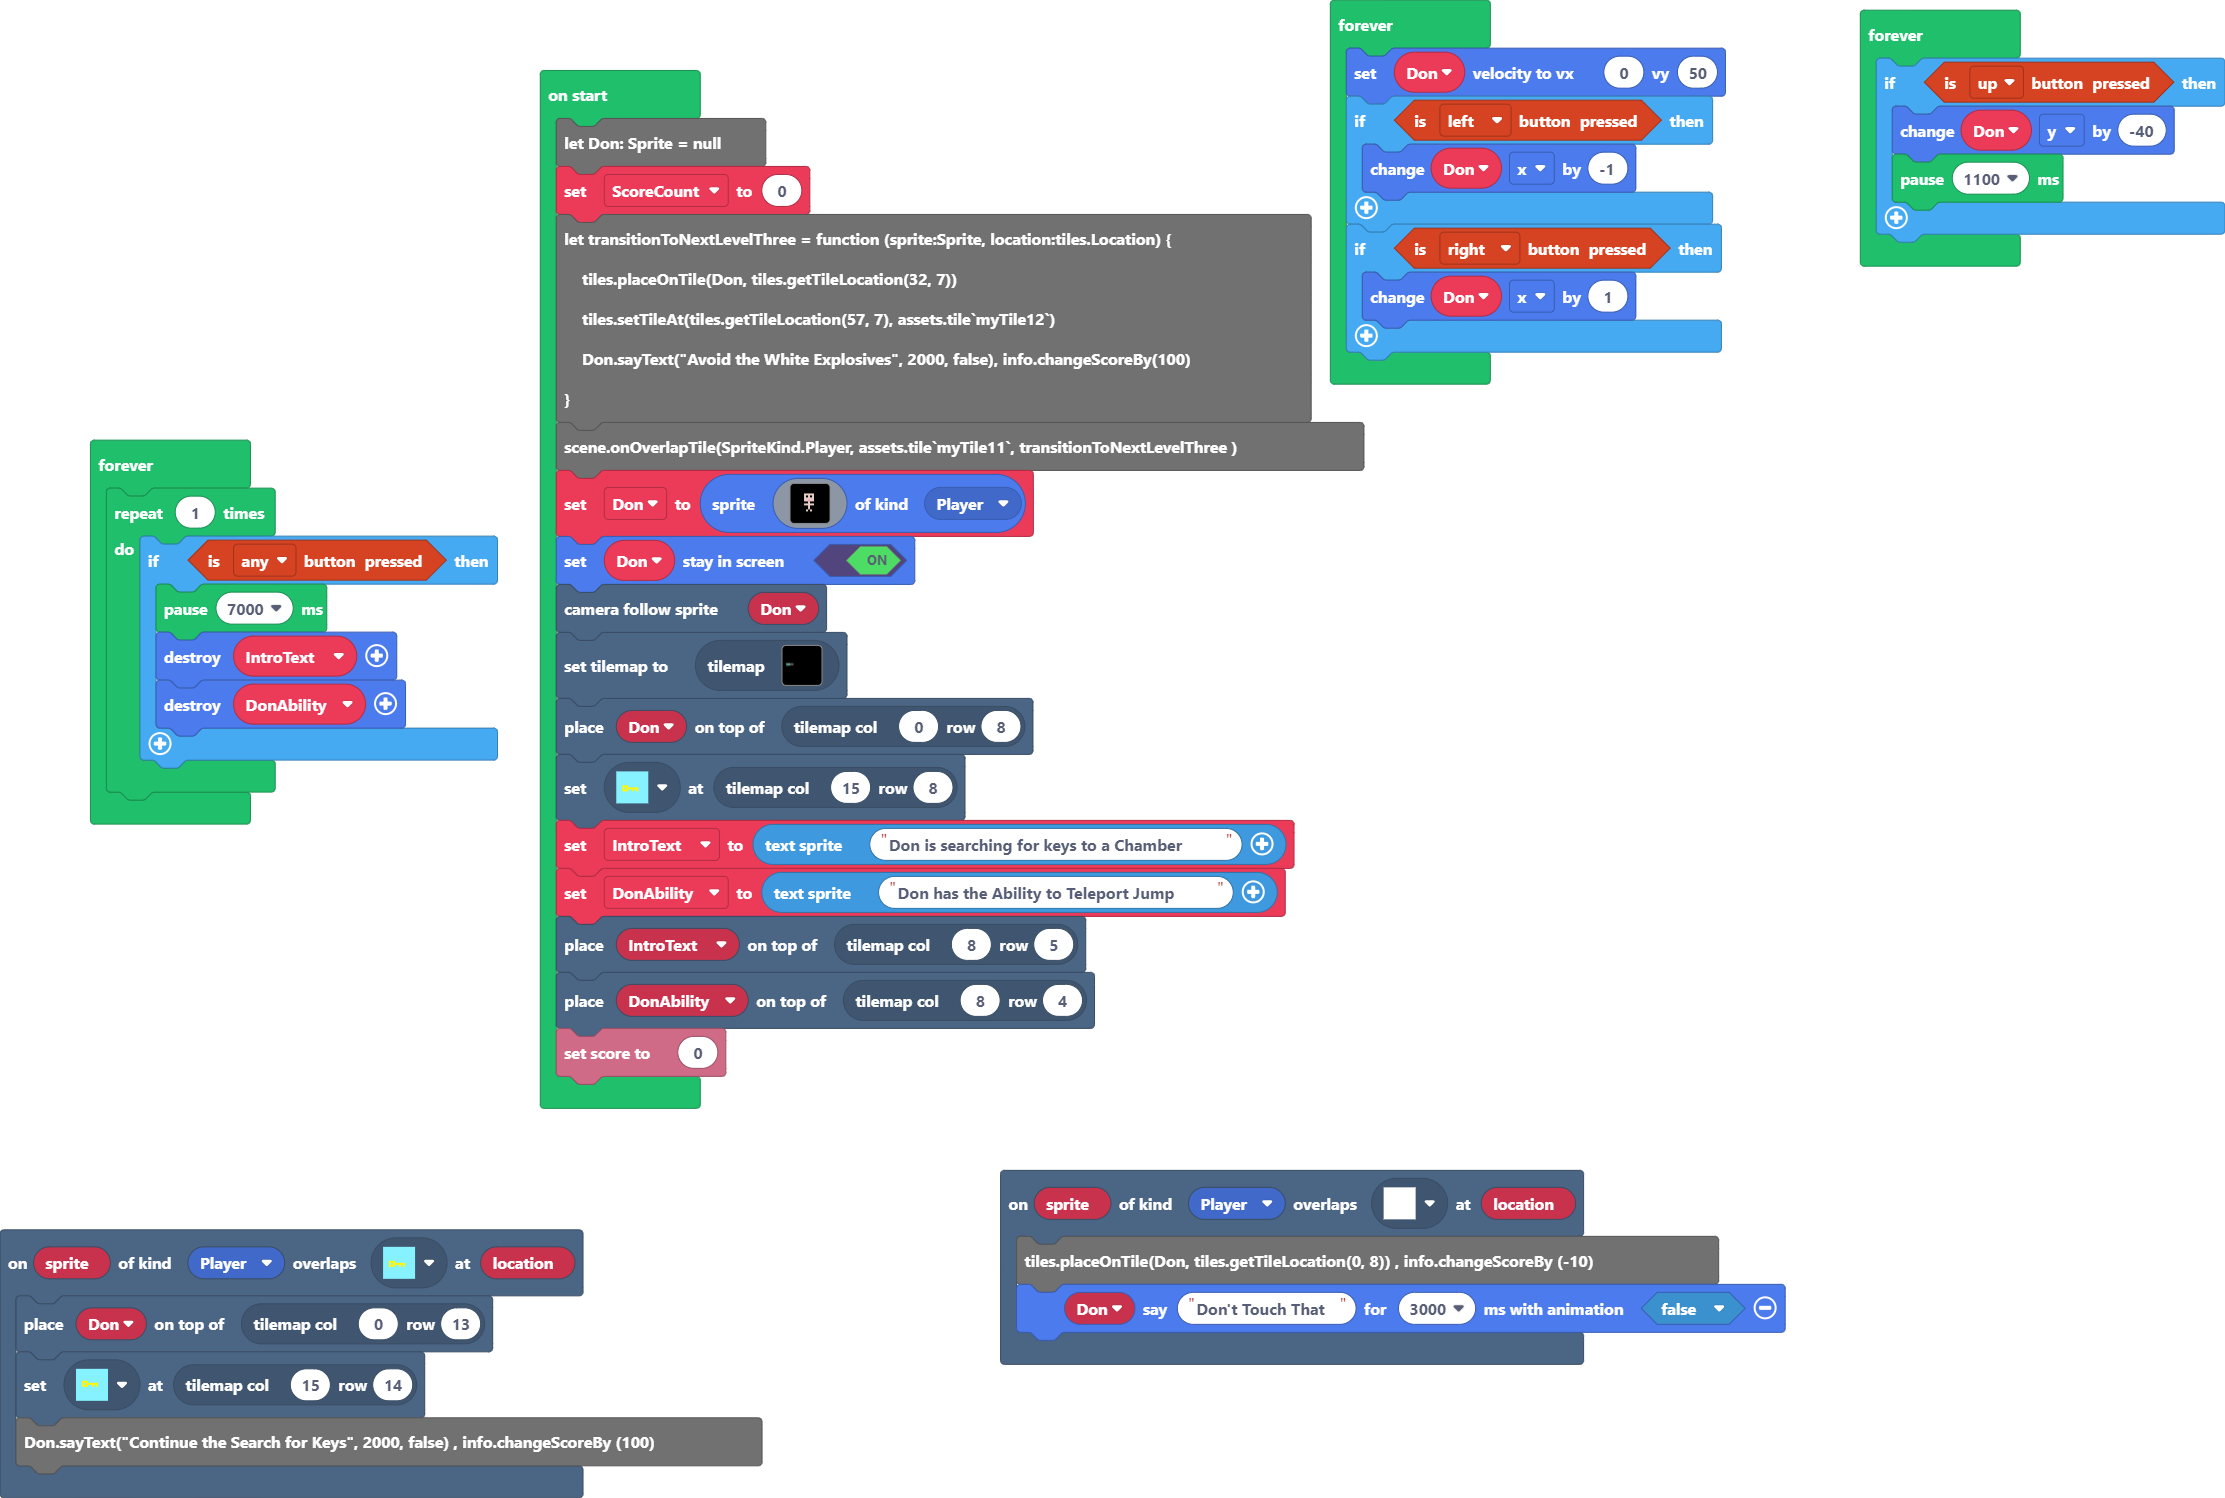 forever
set Don velocity to vx 0 vy 50
if is left button pressed then
change Don x by -1
if is right button pressed then
change Don x by 1
forever
if is up button pressed then
change Don y by -40
pause 1100 ms
on start
let Don: Sprite = null
set ScoreCount to 0
let transitionToNextLevelThree = function (sprite:Sprite, location:tiles.Location) {
tiles.placeOnTile(Don, tiles.getTileLocation(32, 7))
tiles.setTileAt(tiles.getTileLocation(57, 7), assets.tile`myTile12`)
Don.sayText("Avoid the White Explosives", 2000, false), info.changeScoreBy(100)
}
scene.onOverlapTile(SpriteKind.Player, assets.tile`myTile11`, transitionToNextLevelThree )
set Don to sprite of kind Player
set Don stay in screen ON
camera follow sprite Don
set tilemap to tilemap
place Don on top of tilemap col 0 row 8
set at tilemap col 15 row 8
set IntroText to text sprite "Don is searching for keys to a Chamber"
set DonAbility to text sprite "Don has the Ability to Teleport Jump"
place IntroText on top of tilemap col 8 row 5
place DonAbility on top of tilemap col 8 row 4
set score to 0
forever
repeat 1 times
do if is any button pressed then
pause 7000 ms
destroy IntroText
destroy DonAbility
on sprite of kind Player overlaps at location
tiles.placeOnTile(Don, tiles.getTileLocation(0, 8)) , info.changeScoreBy (-10)
Don say "Don't Touch That" for 3000 ms with animation false
on sprite of kind Player overlaps at location
place Don on top of tilemap col 0 row 13
set at tilemap col 15 row 14
Don.sayText("Continue the Search for Keys", 2000, false) , info.changeScoreBy (100)